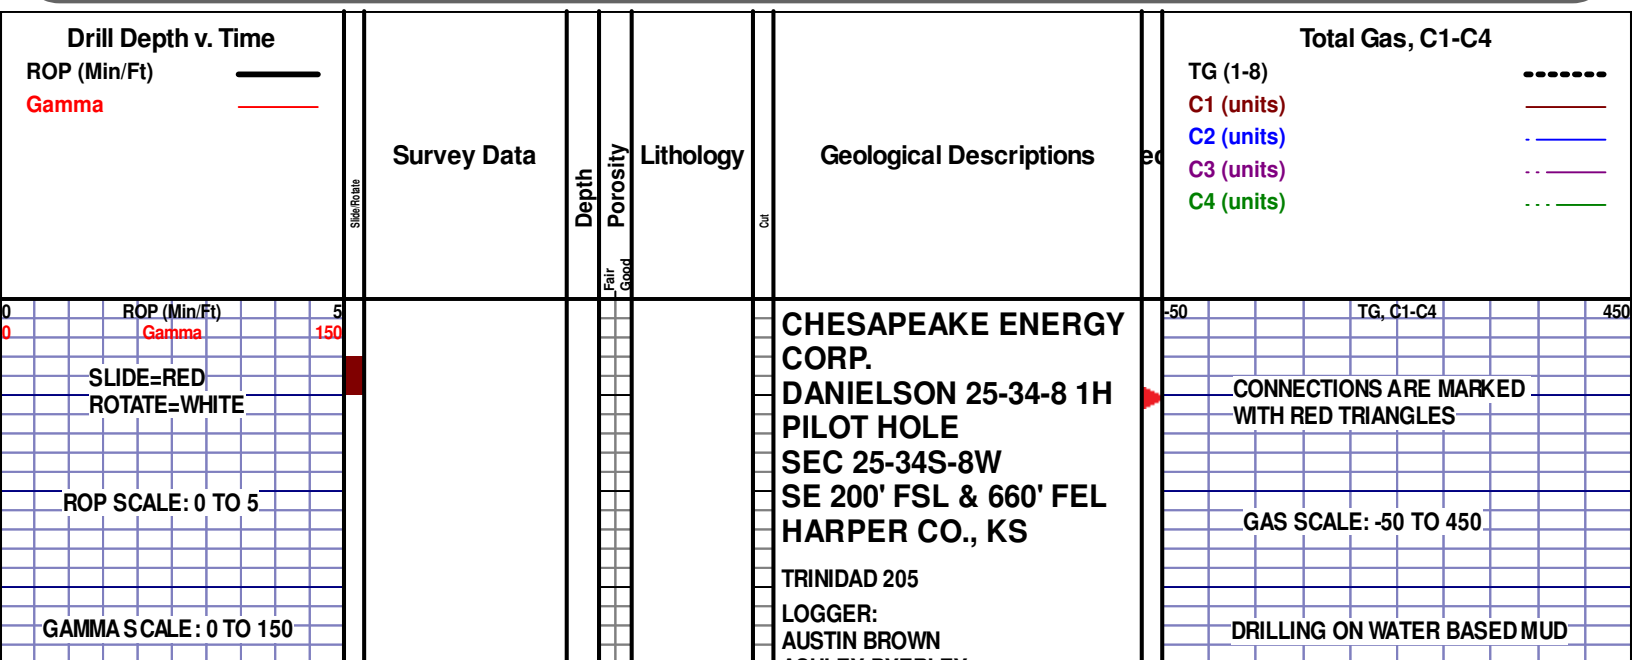 Drill Depth v. Time
ROP (Min/Ft)
Gamma
Slide/Rotate
Survey Data
Depth
Porosity
Fair
Good
Lithology
Cut
Geological Descriptions
Total Gas, C1-C4
TG (1-8)
C1 (units)
C2 (units)
C3 (units)
C4 (units)
0 ROP (Min/Ft) 5
0 Gamma 150
SLIDE=RED
ROTATE=WHITE
ROP SCALE: 0 TO 5
GAMMA SCALE: 0 TO 150
CHESAPEAKE ENERGY
CORP.
DANIELSON 25-34-8 1H
PILOT HOLE
SEC 25-34S-8W
SE 200' FSL & 660' FEL
HARPER CO., KS
TRINIDAD 205
LOGGER:
AUSTIN BROWN
-50 TG, C1-C4 450
CONNECTIONS ARE MARKED
WITH RED TRIANGLES
GAS SCALE: -50 TO 450
DRILLING ON WATER BASED MUD